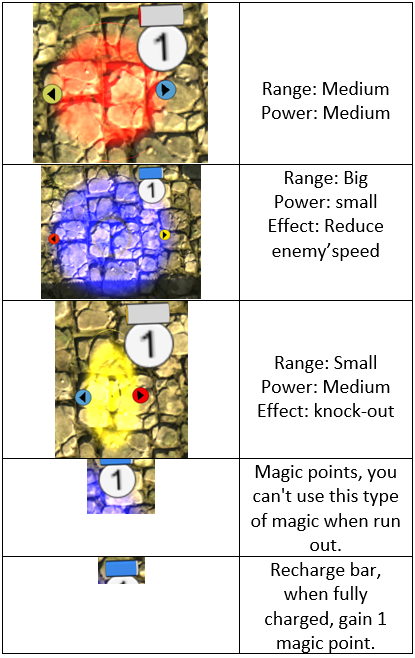 1
Range: Medium
Power: Medium
1
Range: Big
Power: small
Effect: Reduce
enemy’speed
1
Range: Small
Power: Medium
Effect: knock-out
1
Magic points, you
can't use this type
of magic when run
out.
Recharge bar,
when fully
charged, gain 1
magic point.